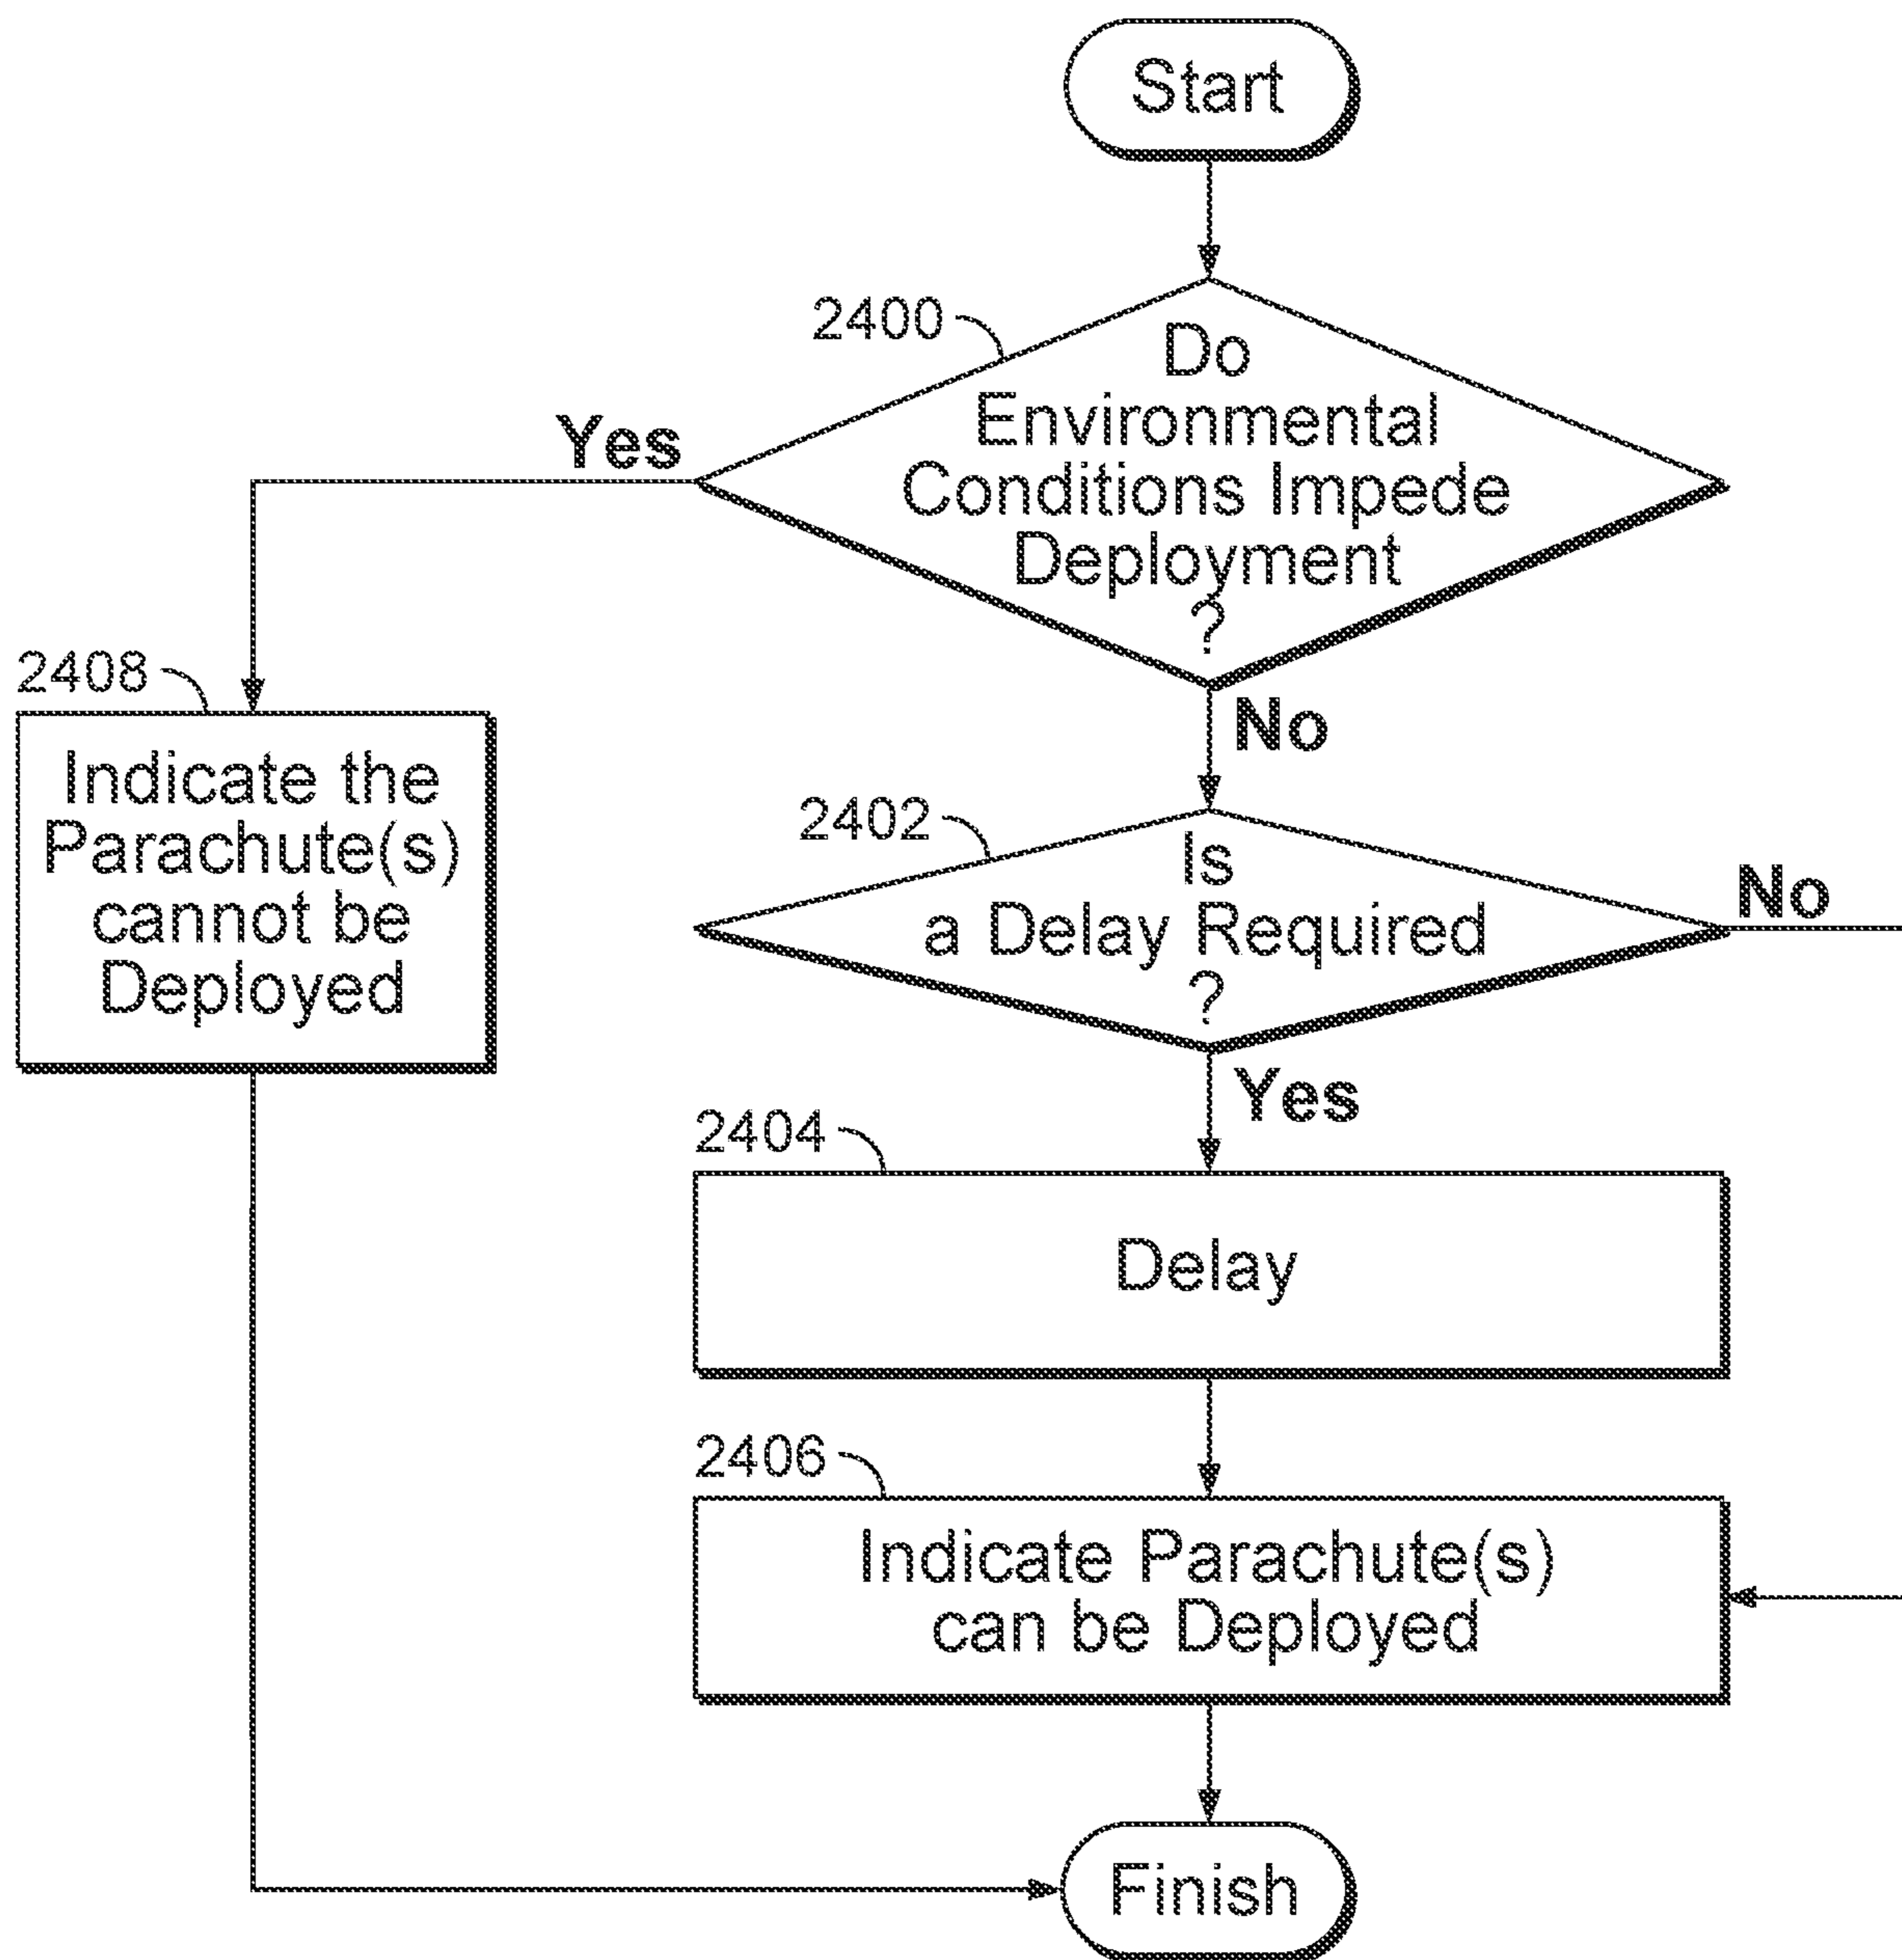 Start
2400
Do
Environmental
Conditions Impede
Deployment
?
Yes
No
2408
Indicate the
Parachute(s)
cannot be
Deployed
2402
Is
a Delay Required
?
No
Yes
2404
Delay
2406
Indicate Parachute(s)
can be Deployed
Finish